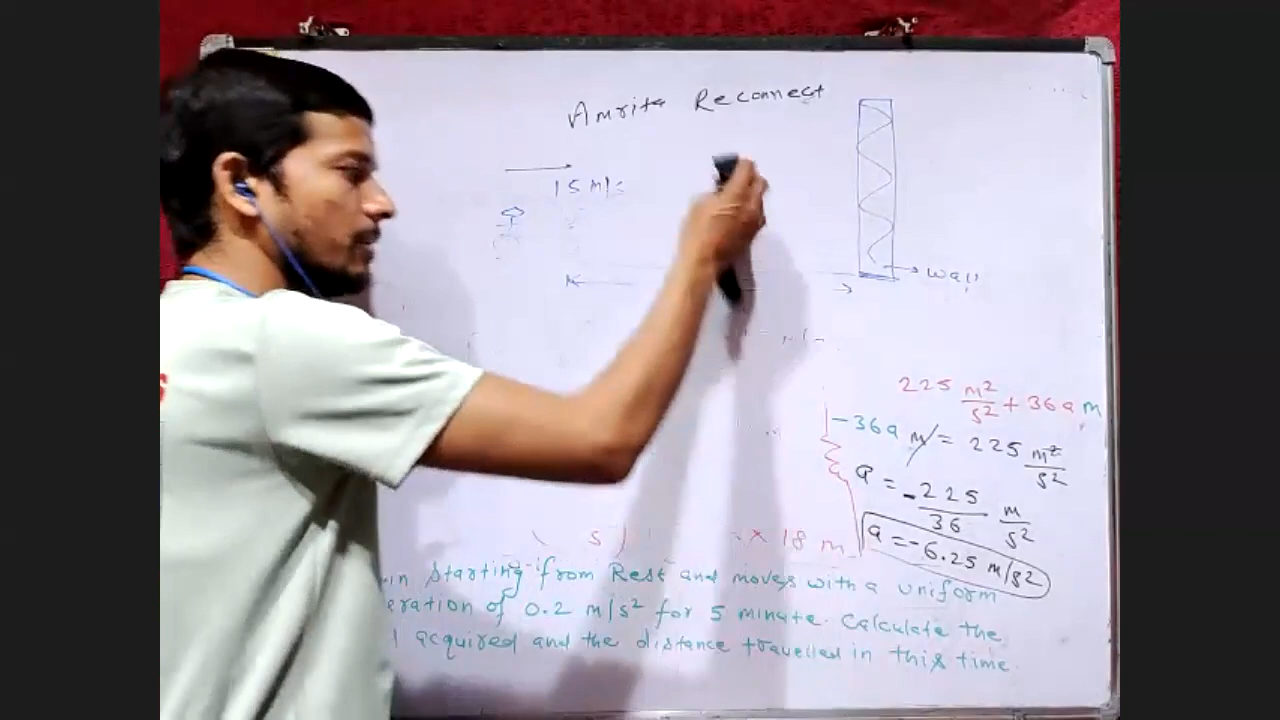 Amrita Reconnect
15 m/s
wall
225 m²/s² + 36 a m
-36a m = 225 m²/s²
a = -225/36 m/s²
a = -6.25 m/s²
s) × 18 m
in starting from Rest and moves with a uniform
eration of 0.2 m/s² for 5 minute. Calculate the
acquired and the distance travelled in this time.